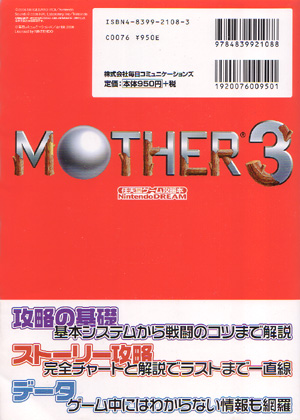 ISBN4-8399-2108-3
C0076 ¥950E
9784839921088
株式会社毎日コミュニケーションズ
定価:本体950円+税
1920076009501
MOTHER 3
Nintendo DREAM
攻略の基礎
基本システムから戦闘のコツまで解説
ストーリー攻略
完全チャートと解説でラストまで一直線
データ
ゲーム中にはわからない情報も網羅